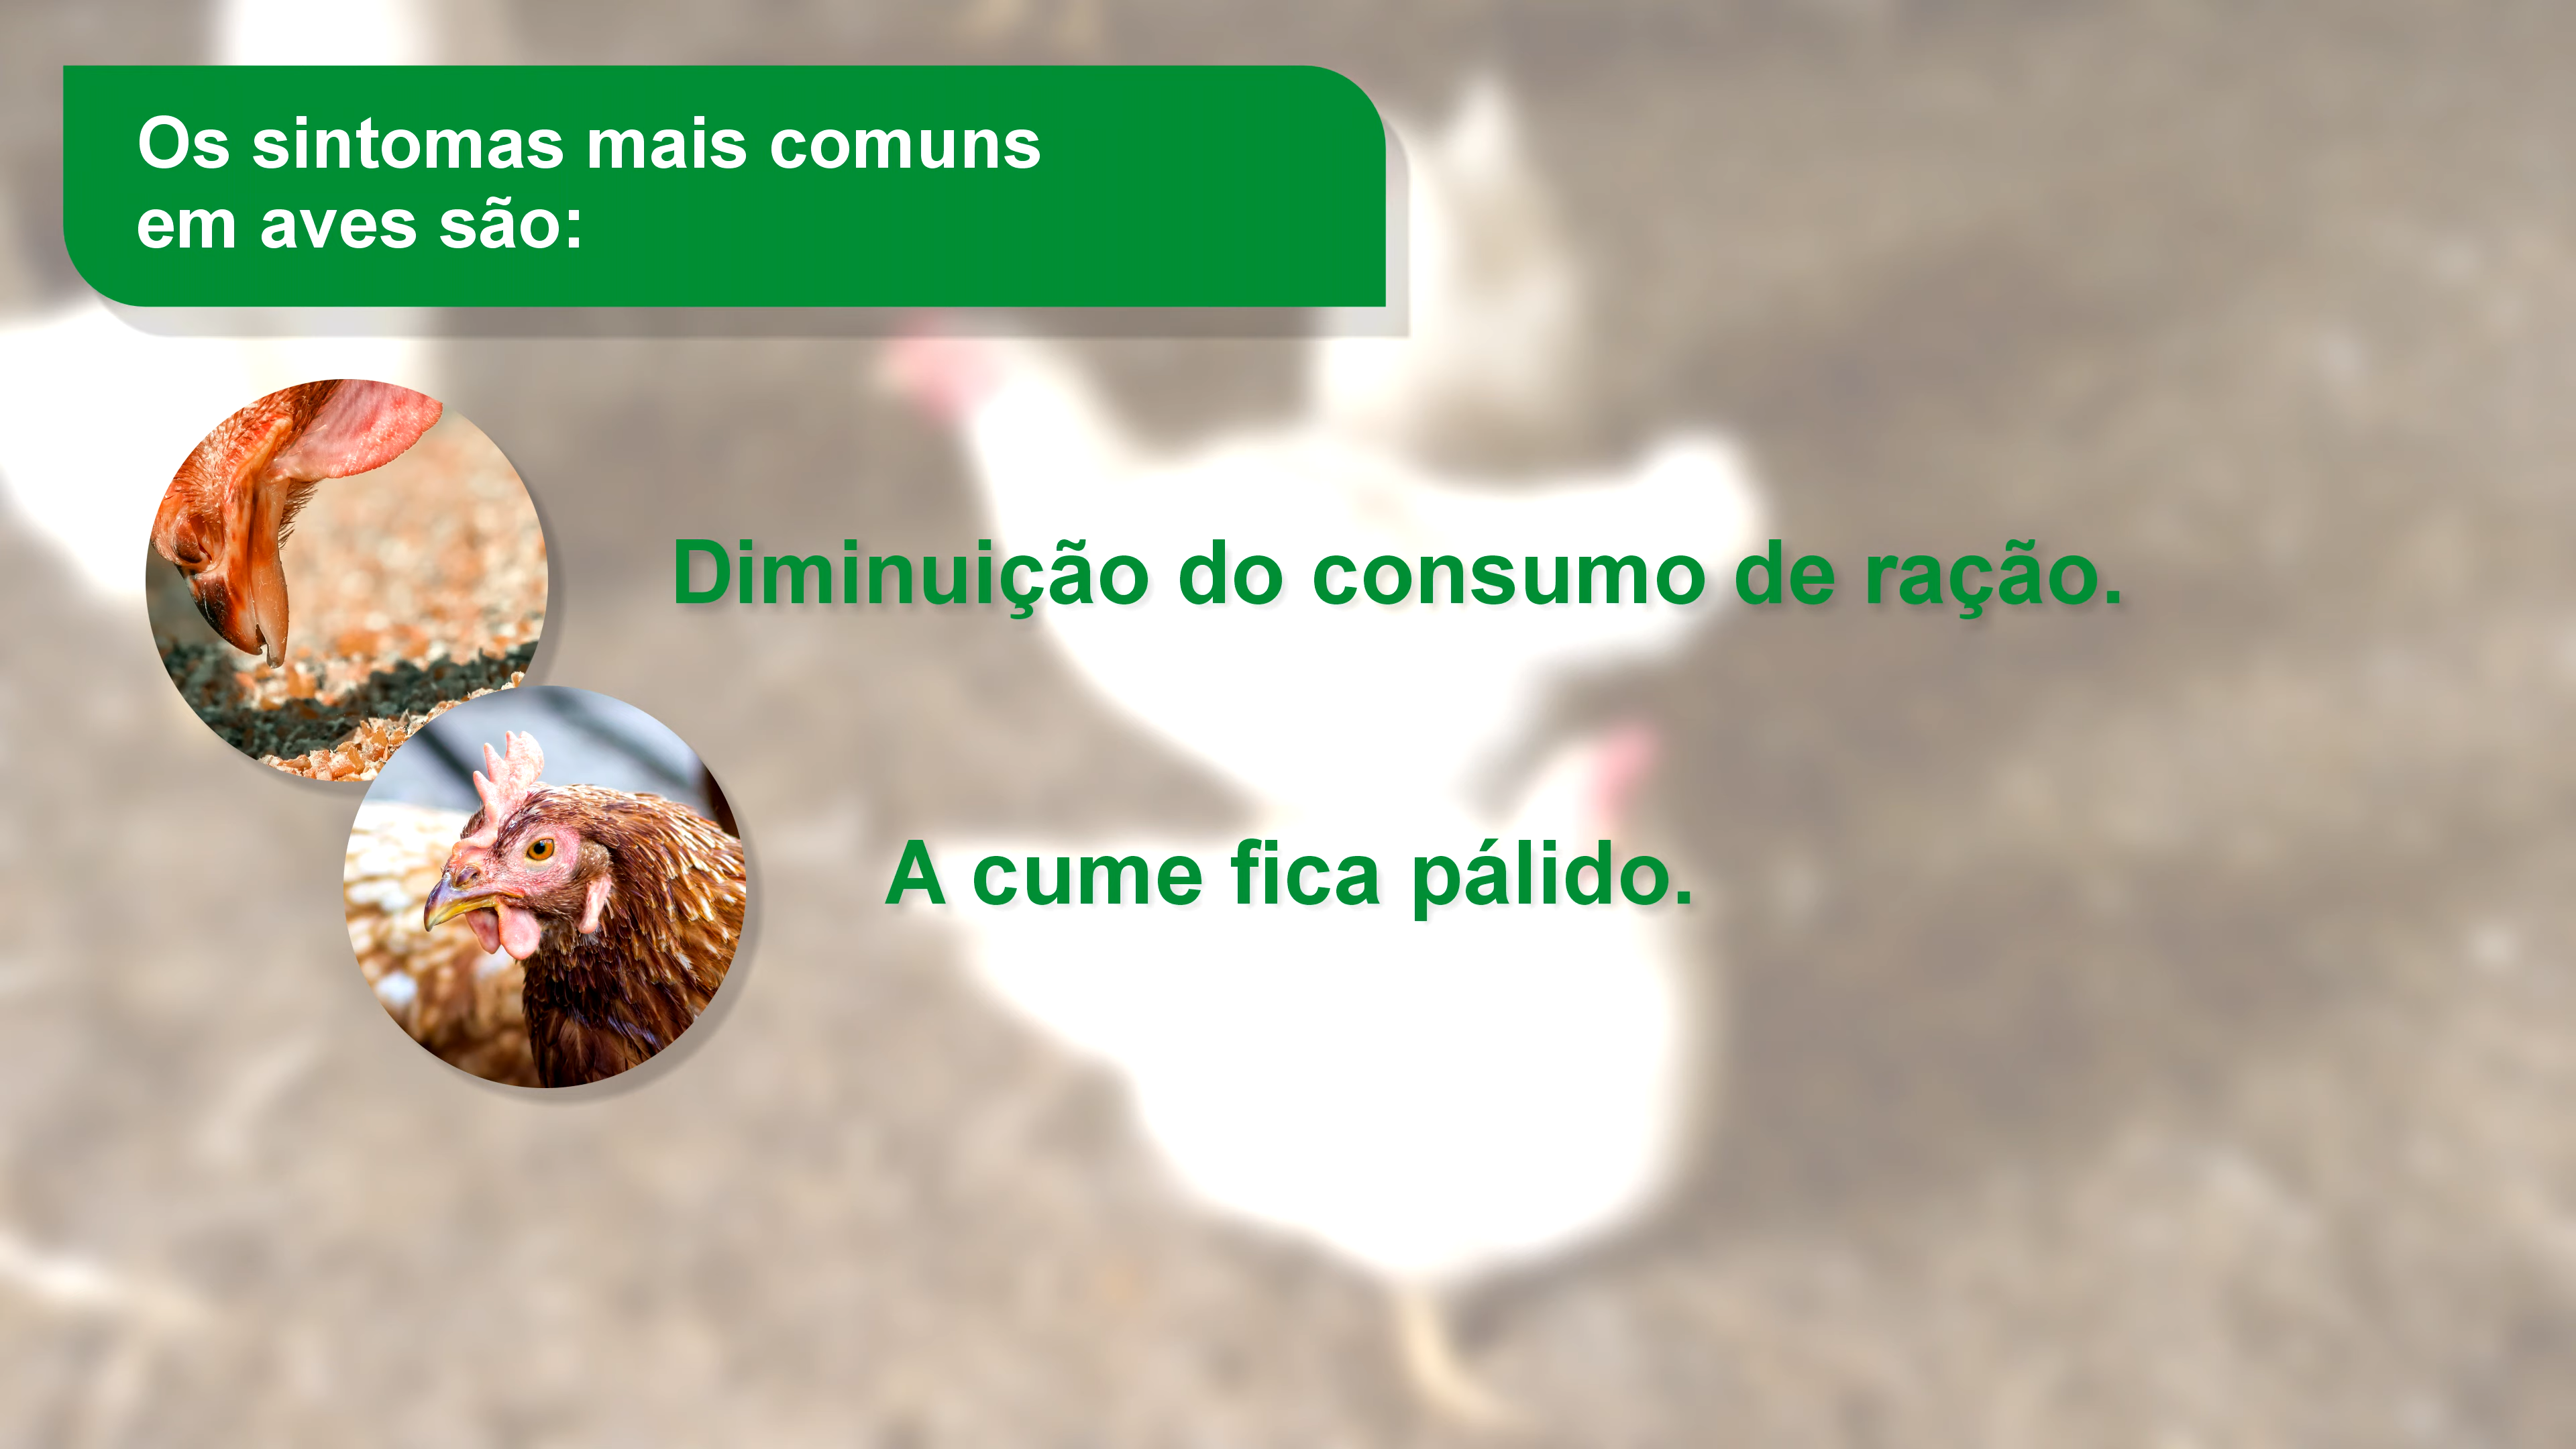 Os sintomas mais comuns
em aves são:
Diminuição do consumo de ração.
A cume fica pálido.